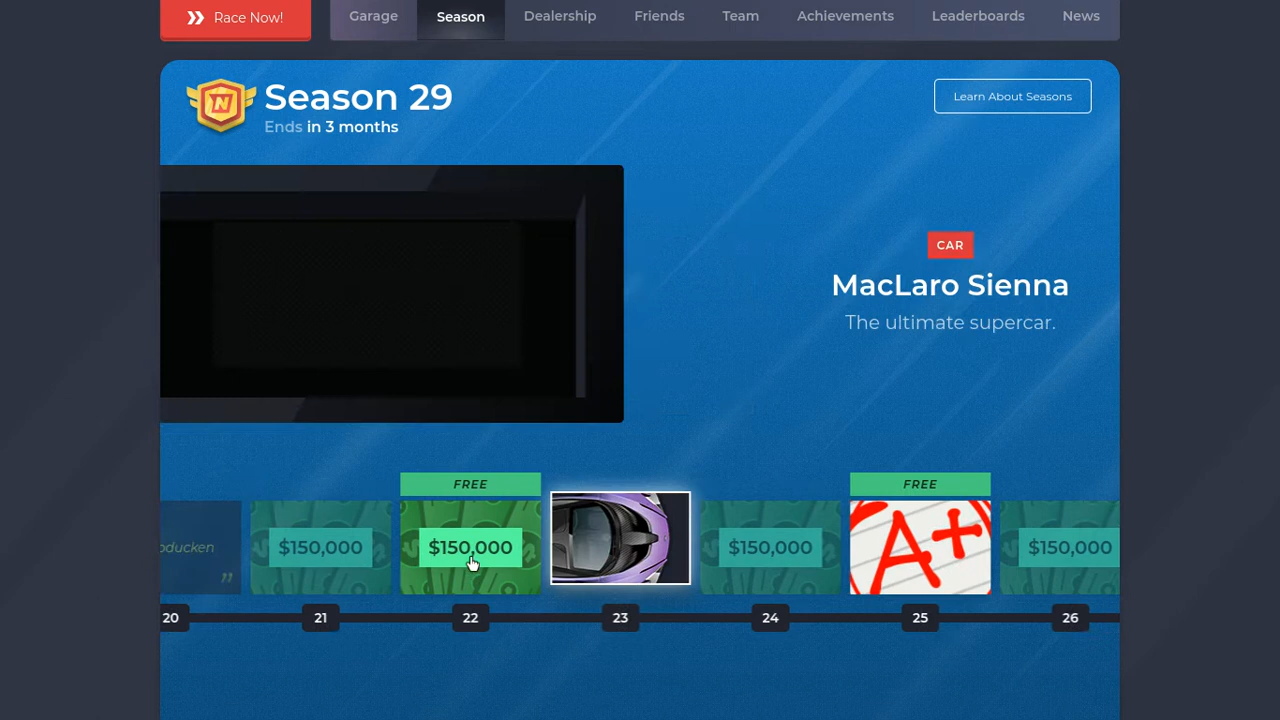 Race Now!
Garage
Season
Dealership
Friends
Team
Achievements
Leaderboards
News
N
Season 29
Ends in 3 months
Learn About Seasons
CAR
MacLaro Sienna
The ultimate supercar.
FREE
FREE
oducken
"
$150,000
$150,000
$150,000
A+
$150,000
20
21
22
23
24
25
26